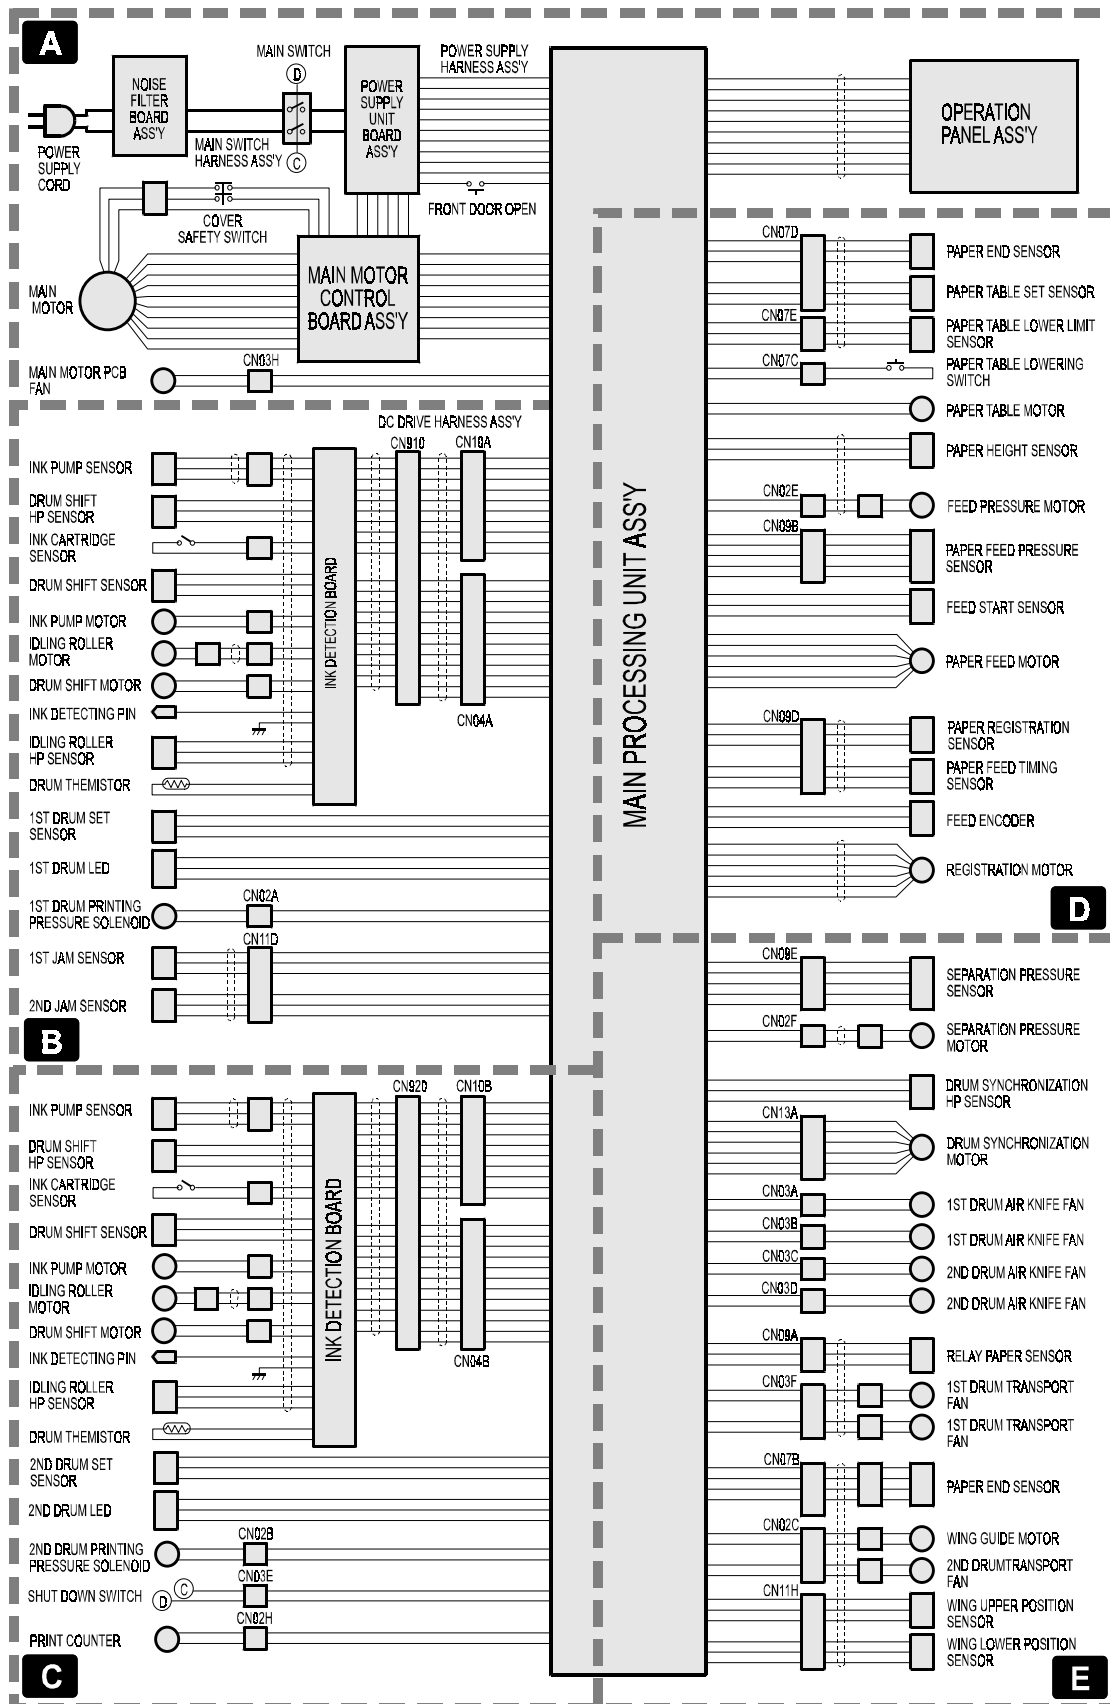 A
NOISE
FILTER
BOARD
ASS'Y
MAIN SWITCH
D
C
MAIN SWITCH
HARNESS ASS'Y
POWER
SUPPLY
CORD
POWER
SUPPLY
UNIT
BOARD
ASS'Y
POWER SUPPLY
HARNESS ASS'Y
FRONT DOOR OPEN
COVER
SAFETY SWITCH
MAIN
MOTOR
MAIN MOTOR
CONTROL
BOARD ASS'Y
MAIN MOTOR PCB
FAN
CN03H
MAIN PROCESSING UNIT ASS'Y
OPERATION
PANEL ASS'Y
DC DRIVE HARNESS ASS'Y
CN910
CN10A
CN04A
INK DETECTION BOARD
INK PUMP SENSOR
DRUM SHIFT
HP SENSOR
INK CARTRIDGE
SENSOR
DRUM SHIFT SENSOR
INK PUMP MOTOR
IDLING ROLLER
MOTOR
DRUM SHIFT MOTOR
INK DETECTING PIN
IDLING ROLLER
HP SENSOR
DRUM THEMISTOR
1ST DRUM SET
SENSOR
1ST DRUM LED
1ST DRUM PRINTING
PRESSURE SOLENOID
CN02A
CN11D
1ST JAM SENSOR
2ND JAM SENSOR
B
CN920
CN10B
CN04B
INK DETECTION BOARD
INK PUMP SENSOR
DRUM SHIFT
HP SENSOR
INK CARTRIDGE
SENSOR
DRUM SHIFT SENSOR
INK PUMP MOTOR
IDLING ROLLER
MOTOR
DRUM SHIFT MOTOR
INK DETECTING PIN
IDLING ROLLER
HP SENSOR
DRUM THEMISTOR
2ND DRUM SET
SENSOR
2ND DRUM LED
2ND DRUM PRINTING
PRESSURE SOLENOID
CN02B
SHUT DOWN SWITCH
D
C
CN03E
PRINT COUNTER
CN02H
C
CN07D
PAPER END SENSOR
PAPER TABLE SET SENSOR
CN07E
PAPER TABLE LOWER LIMIT
SENSOR
CN07C
PAPER TABLE LOWERING
SWITCH
PAPER TABLE MOTOR
PAPER HEIGHT SENSOR
CN02E
FEED PRESSURE MOTOR
CN09B
PAPER FEED PRESSURE
SENSOR
FEED START SENSOR
PAPER FEED MOTOR
CN09D
PAPER REGISTRATION
SENSOR
PAPER FEED TIMING
SENSOR
FEED ENCODER
REGISTRATION MOTOR
D
CN09E
SEPARATION PRESSURE
SENSOR
CN02F
SEPARATION PRESSURE
MOTOR
DRUM SYNCHRONIZATION
HP SENSOR
CN13A
DRUM SYNCHRONIZATION
MOTOR
CN03A
1ST DRUM AIR KNIFE FAN
CN03B
1ST DRUM AIR KNIFE FAN
CN03C
2ND DRUM AIR KNIFE FAN
CN03D
2ND DRUM AIR KNIFE FAN
CN09A
RELAY PAPER SENSOR
CN03F
1ST DRUM TRANSPORT
FAN
1ST DRUM TRANSPORT
FAN
CN07B
PAPER END SENSOR
CN02C
WING GUIDE MOTOR
2ND DRUMTRANSPORT
FAN
CN11H
WING UPPER POSITION
SENSOR
WING LOWER POSITION
SENSOR
E